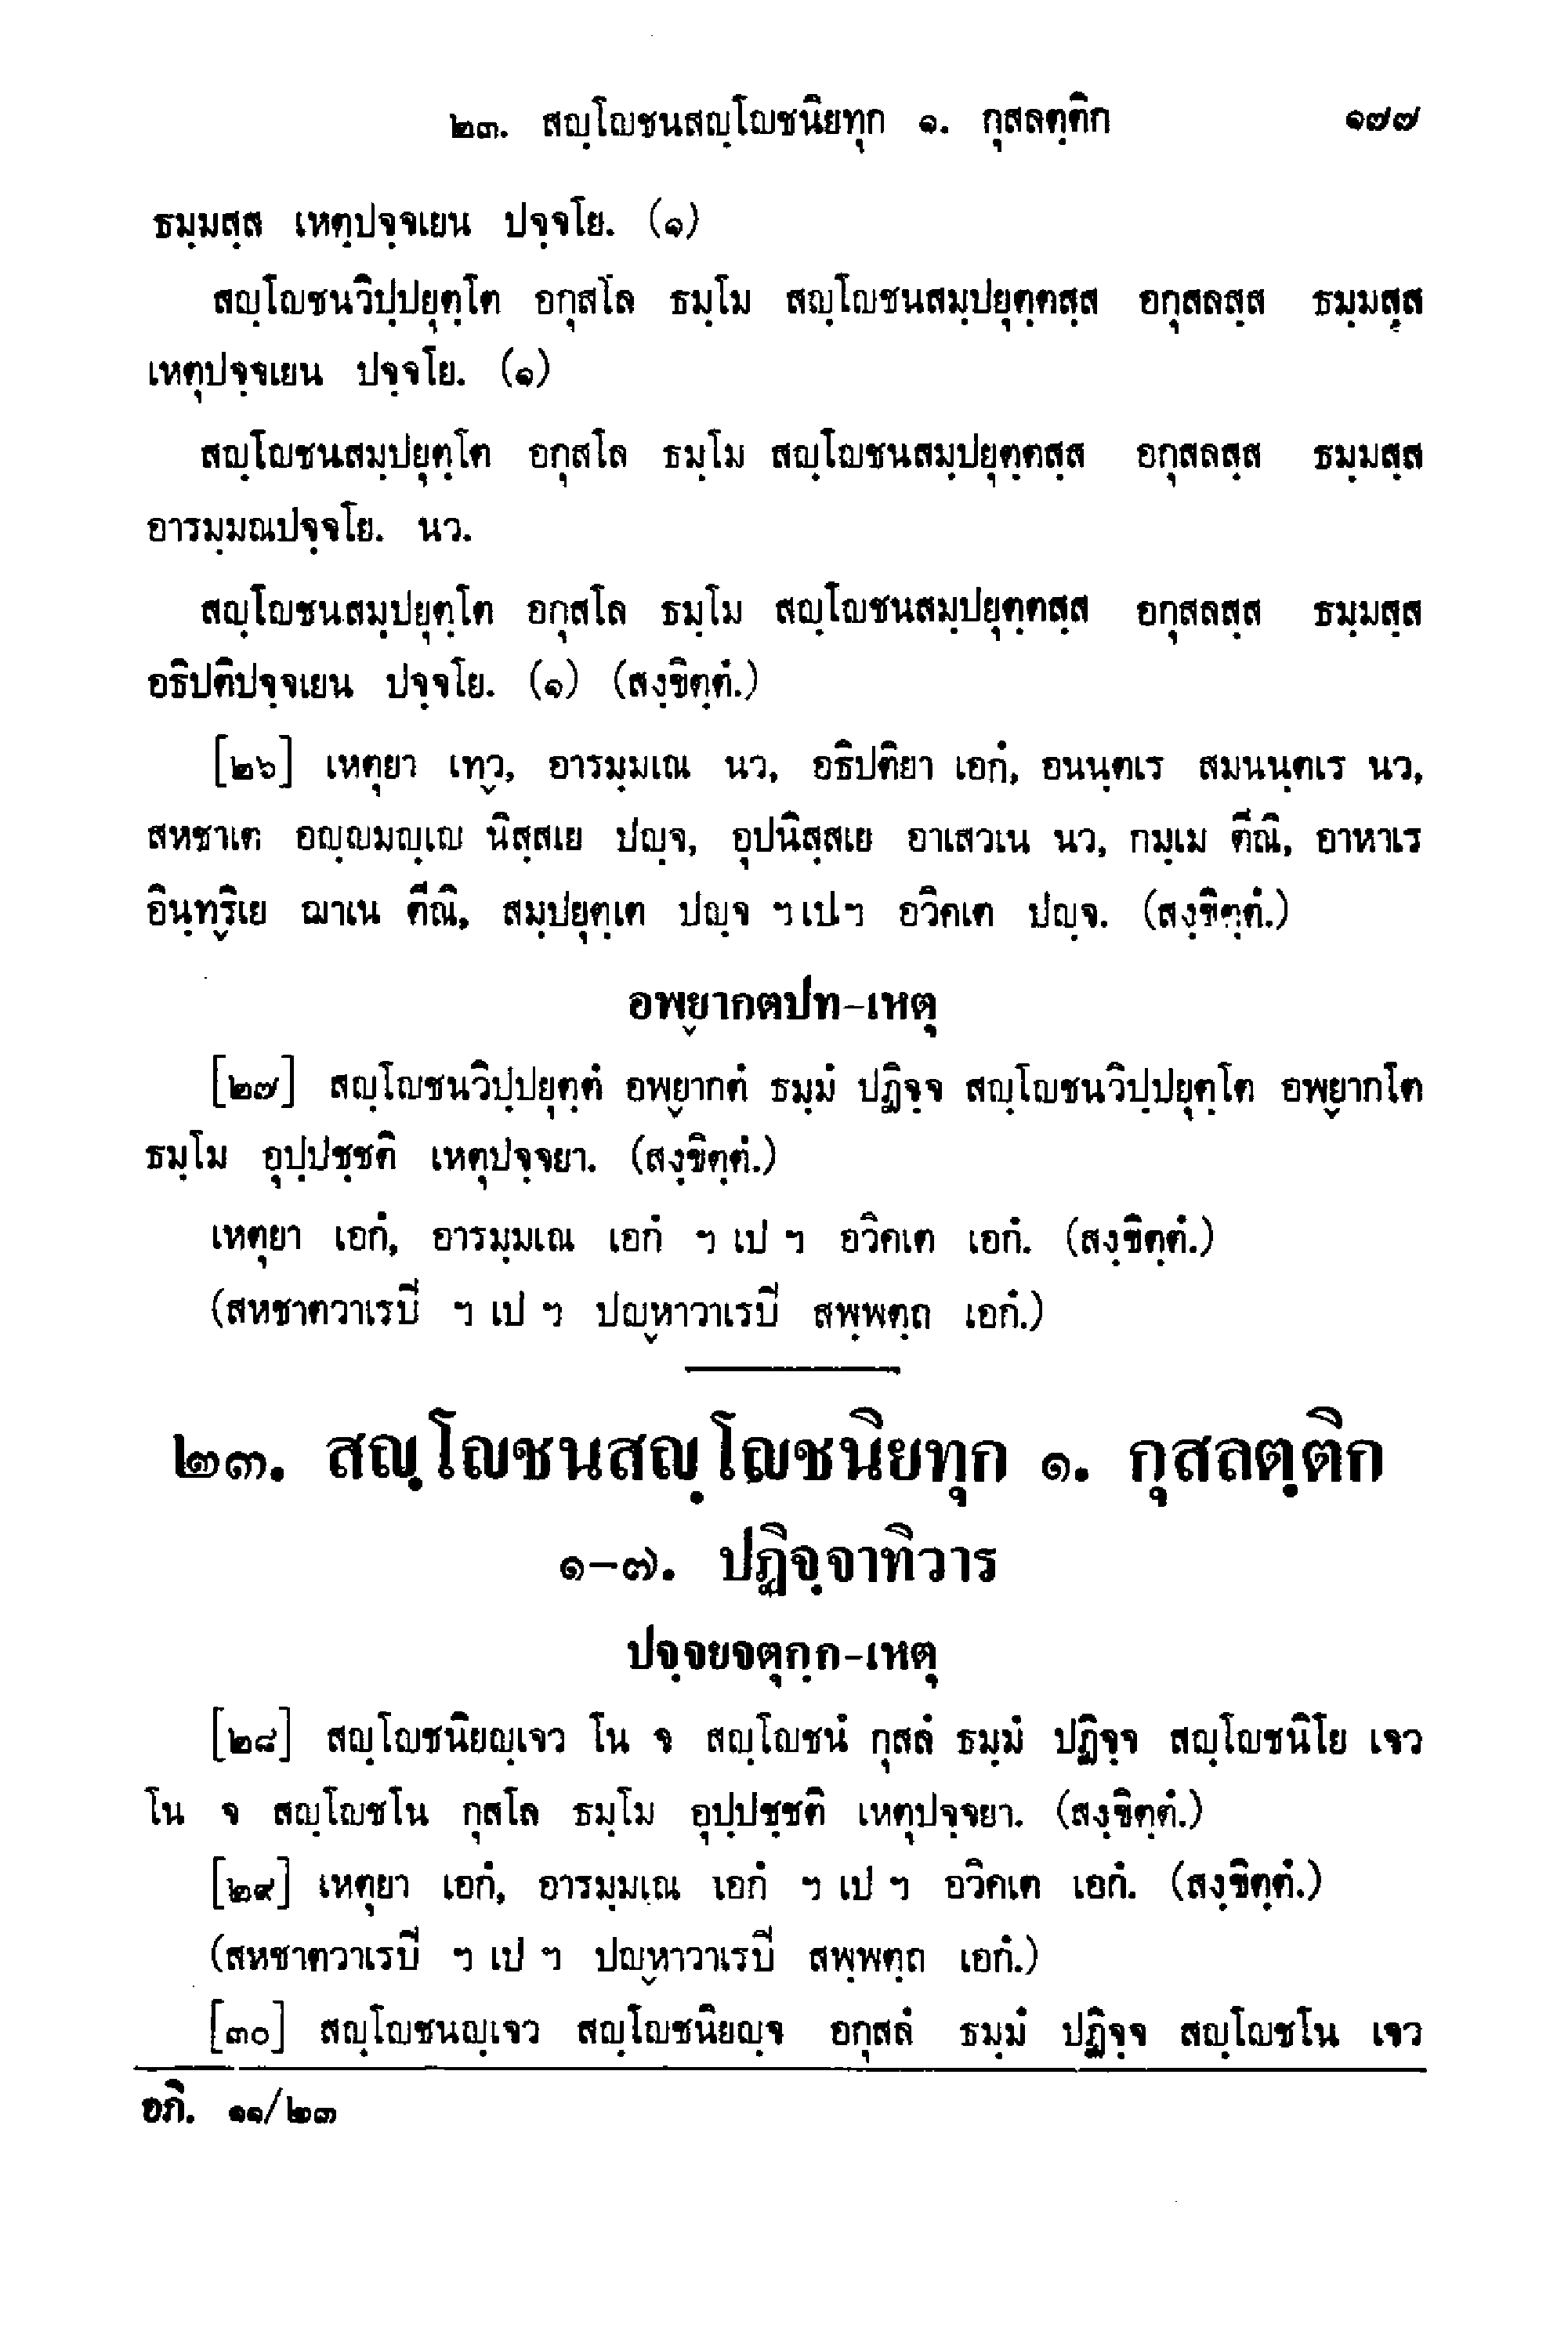 ๒๓. สญฺโญชนสญฺโญชนิยทุก ๑. กุสลตฺติก ๑๗๗
ธมฺมสฺส เหตุปจฺจเยน ปจฺจโย. (๑)
สญฺโญชนวิปฺปยุตฺโต อกุสโล ธมฺโม สญฺโญชนสมฺปยุตฺตสฺส อกุสลสฺส ธมฺมสฺส
เหตุปจฺจเยน ปจฺจโย. (๑)
สญฺโญชนสมฺปยุตฺโต อกุสโล ธมฺโม สญฺโญชนสมฺปยุตฺตสฺส อกุสลสฺส ธมฺมสฺส
อารมฺมณปจฺจโย. นว.
สญฺโญชนสมฺปยุตฺโต อกุสโล ธมฺโม สญฺโญชนสมฺปยุตฺตสฺส อกุสลสฺส ธมฺมสฺส
อธิปติปจฺจเยน ปจฺจโย. (๑) (สงฺขิตฺตํ.)
[๒๖] เหตุยา เทฺว, อารมฺมเณ นว, อธิปติยา เอกํ, อนนฺตเร สมนนฺตเร นว,
สหชาเต อญฺญมญฺเญ นิสฺสเย ปญฺจ, อุปนิสฺสเย อาเสวเน นว, กมฺเม ตีณิ, อาหาเร
อินฺทฺริเย ฌาเน ตีณิ, สมฺปยุตฺเต ปญฺจ ฯ เป ฯ อวิคเต ปญฺจ. (สงฺขิตฺตํ.)
อพฺยากตปท-เหตุ
[๒๗] สญฺโญชนวิปฺปยุตฺตํ อพฺยากตํ ธมฺมํ ปฏิจฺจ สญฺโญชนวิปฺปยุตฺโต อพฺยากโต
ธมฺโม อุปฺปชฺชติ เหตุปจฺจยา. (สงฺขิตฺตํ.)
เหตุยา เอกํ, อารมฺมเณ เอกํ ฯ เป ฯ อวิคเต เอกํ. (สงฺขิตฺตํ.)
(สหชาตวาเรปิ ฯ เป ฯ ปญฺหาวาเรปิ สพฺพตฺถ เอกํ.)
๒๓. สญฺโญชนสญฺโญชนิยทุก ๑. กุสลตฺติก
๑-๗. ปฏิจฺจาทิวาร
ปจฺจยจตุกฺก-เหตุ
[๒๘] สญฺโญชนิยญฺเจว โน จ สญฺโญชนํ กุสลํ ธมฺมํ ปฏิจฺจ สญฺโญชนิโย เจว
โน จ สญฺโญชโน กุสโล ธมฺโม อุปฺปชฺชติ เหตุปจฺจยา. (สงฺขิตฺตํ.)
[๒๙] เหตุยา เอกํ, อารมฺมเณ เอกํ ฯ เป ฯ อวิคเต เอกํ. (สงฺขิตฺตํ.)
(สหชาตวาเรปิ ฯ เป ฯ ปญฺหาวาเรปิ สพฺพตฺถ เอกํ.)
[๓๐] สญฺโญชนญฺเจว สญฺโญชนิยญฺจ อกุสลํ ธมฺมํ ปฏิจฺจ สญฺโญชโน เจว
อภิ. ๑๑/๒๓